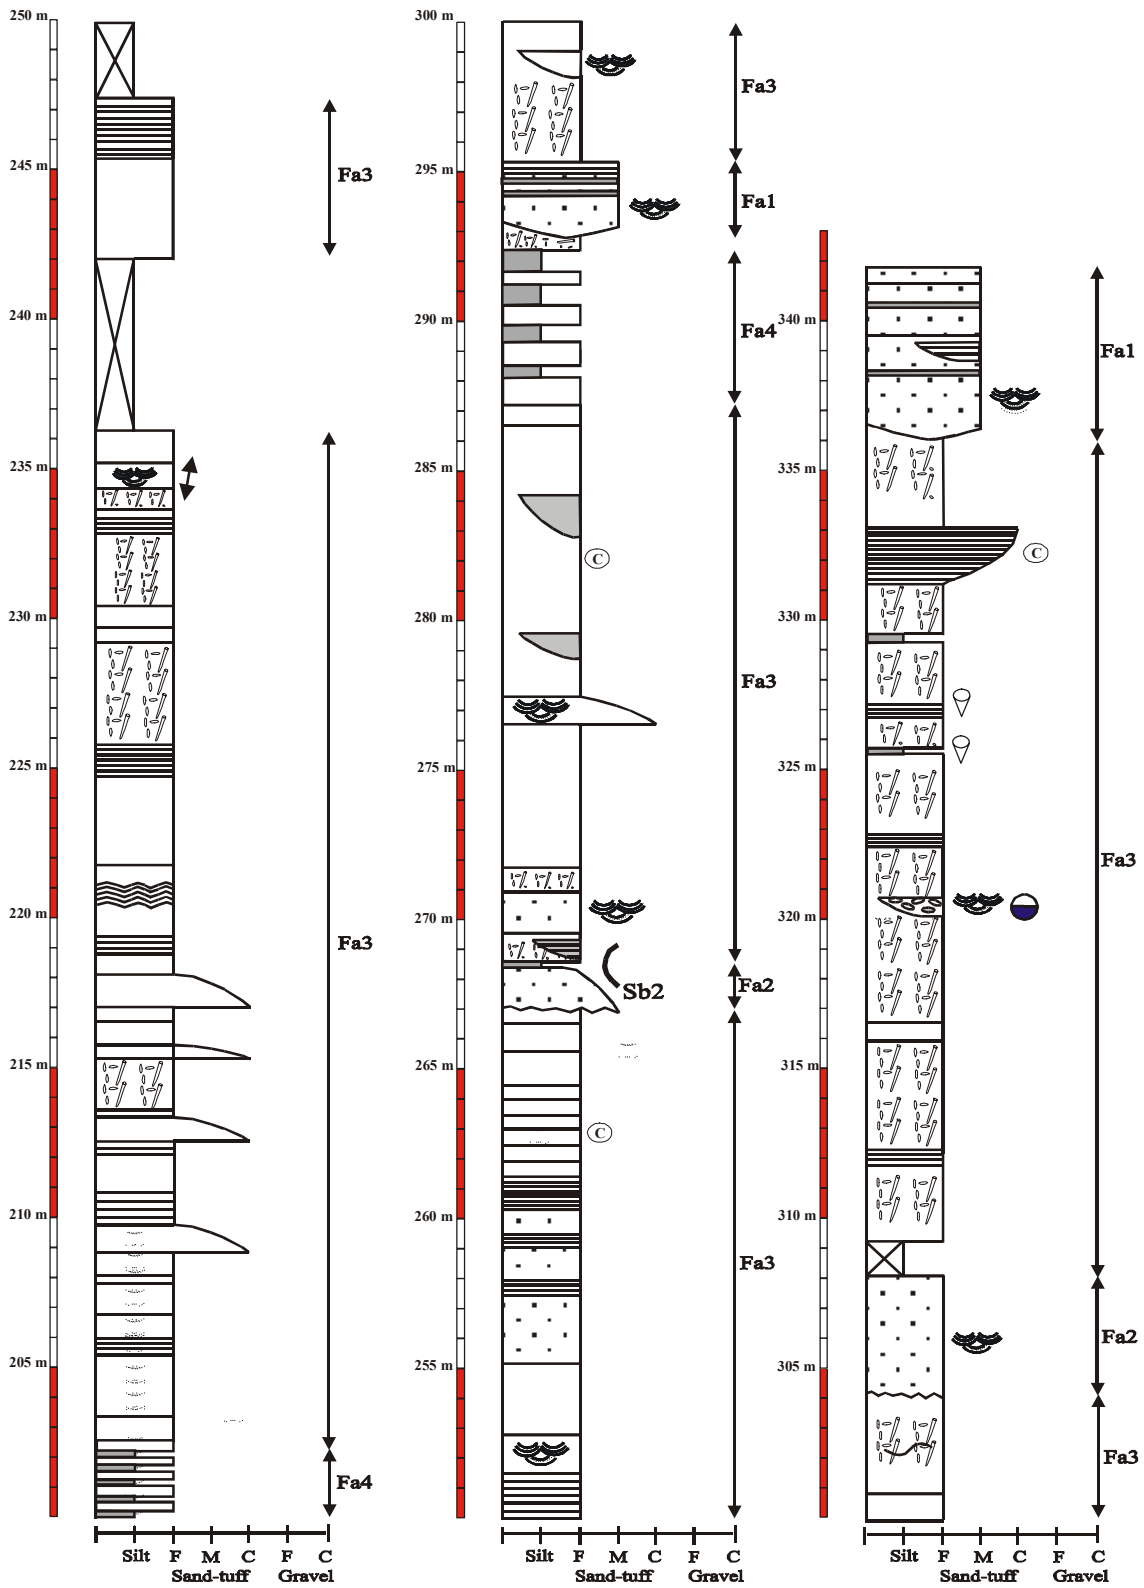 250 m
245 m
240 m
235 m
230 m
225 m
220 m
215 m
210 m
205 m
Fa3
Fa3
Fa4
Silt F M C F C
Sand-tuff Gravel
300 m
295 m
290 m
285 m
280 m
275 m
270 m
265 m
260 m
255 m
Fa3
Fa1
Fa4
C
Fa3
Sb2
Fa2
C
Fa3
Silt F M C F C
Sand-tuff Gravel
340 m
335 m
330 m
325 m
320 m
315 m
310 m
305 m
Fa1
C
Fa3
Fa2
Fa3
Silt F M C F C
Sand-tuff Gravel